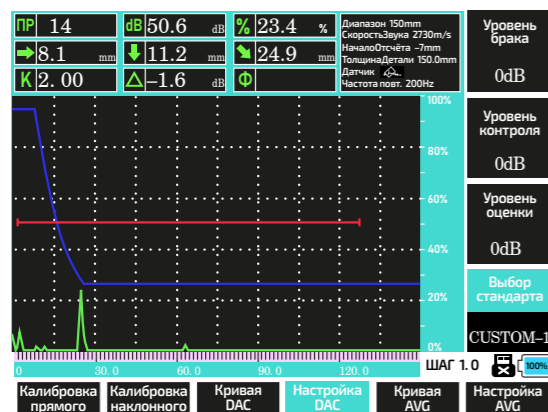 ПР 14 dB 50.6 dB % 23.4 %
8.1 mm 11.2 mm 24.9 mm
K 2.00 –1.6 dB Ф
Диапазон 150mm
СкоростьЗвука 2730m/s
НачалоОтсчёта –7mm
ТолщинаДетали 150.0mm
Датчик
Частота повт. 200Hz
Уровень
брака
0dB
Уровень
контроля
0dB
Уровень
оценки
0dB
Выбор
стандарта
CUSTOM–1
100%
80%
60%
40%
20%
0%
0 30.0 60.0 90.0 120.0
ШАГ 1.0 100%
Калибровка
прямого
Калибровка
наклонного
Кривая
DAC
Настройка
DAC
Кривая
AVG
Настройка
AVG